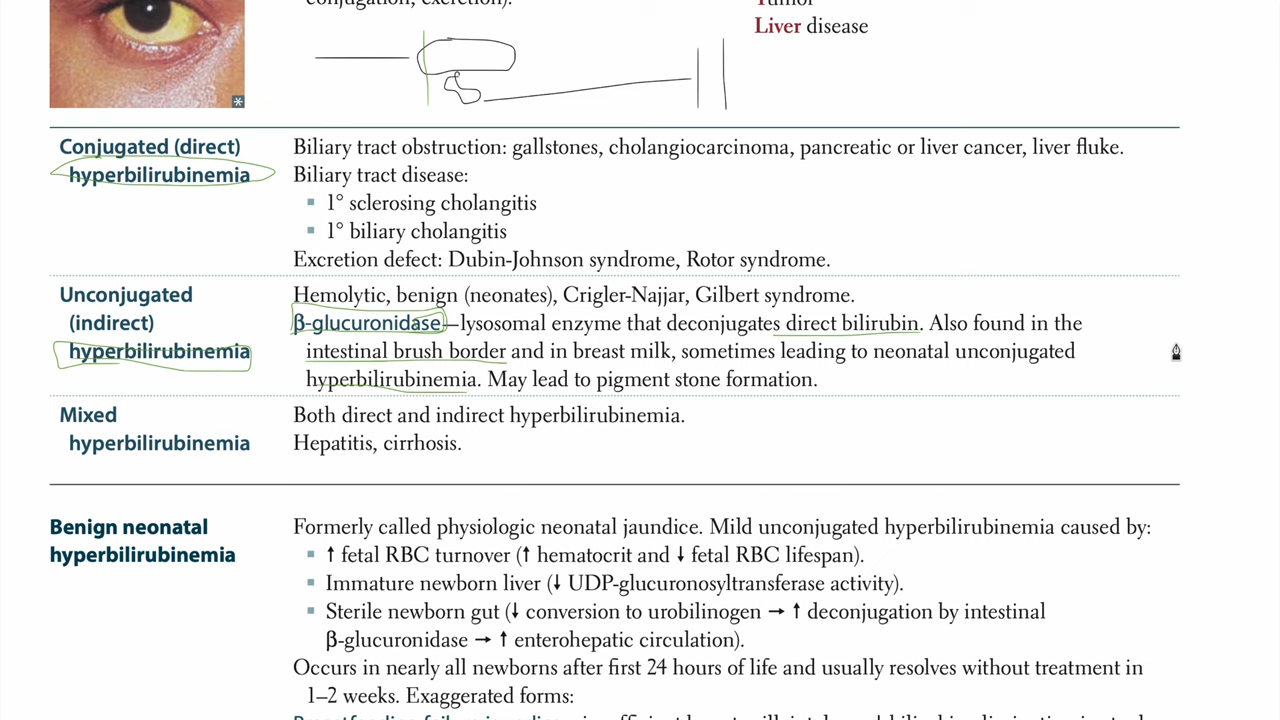 conjugation, excretion).
Tumor
Liver disease
Conjugated (direct)
hyperbilirubinemia
Biliary tract obstruction: gallstones, cholangiocarcinoma, pancreatic or liver cancer, liver fluke.
Biliary tract disease:
▪ 1° sclerosing cholangitis
▪ 1° biliary cholangitis
Excretion defect: Dubin-Johnson syndrome, Rotor syndrome.
Unconjugated
(indirect)
hyperbilirubinemia
Hemolytic, benign (neonates), Crigler-Najjar, Gilbert syndrome.
β-glucuronidase—lysosomal enzyme that deconjugates direct bilirubin. Also found in the
intestinal brush border and in breast milk, sometimes leading to neonatal unconjugated
hyperbilirubinemia. May lead to pigment stone formation.
Mixed
hyperbilirubinemia
Both direct and indirect hyperbilirubinemia.
Hepatitis, cirrhosis.
Benign neonatal
hyperbilirubinemia
Formerly called physiologic neonatal jaundice. Mild unconjugated hyperbilirubinemia caused by:
▪ ↑ fetal RBC turnover (↑ hematocrit and ↓ fetal RBC lifespan).
▪ Immature newborn liver (↓ UDP-glucuronosyltransferase activity).
▪ Sterile newborn gut (↓ conversion to urobilinogen → ↑ deconjugation by intestinal
β-glucuronidase → ↑ enterohepatic circulation).
Occurs in nearly all newborns after first 24 hours of life and usually resolves without treatment in
1–2 weeks. Exaggerated forms: